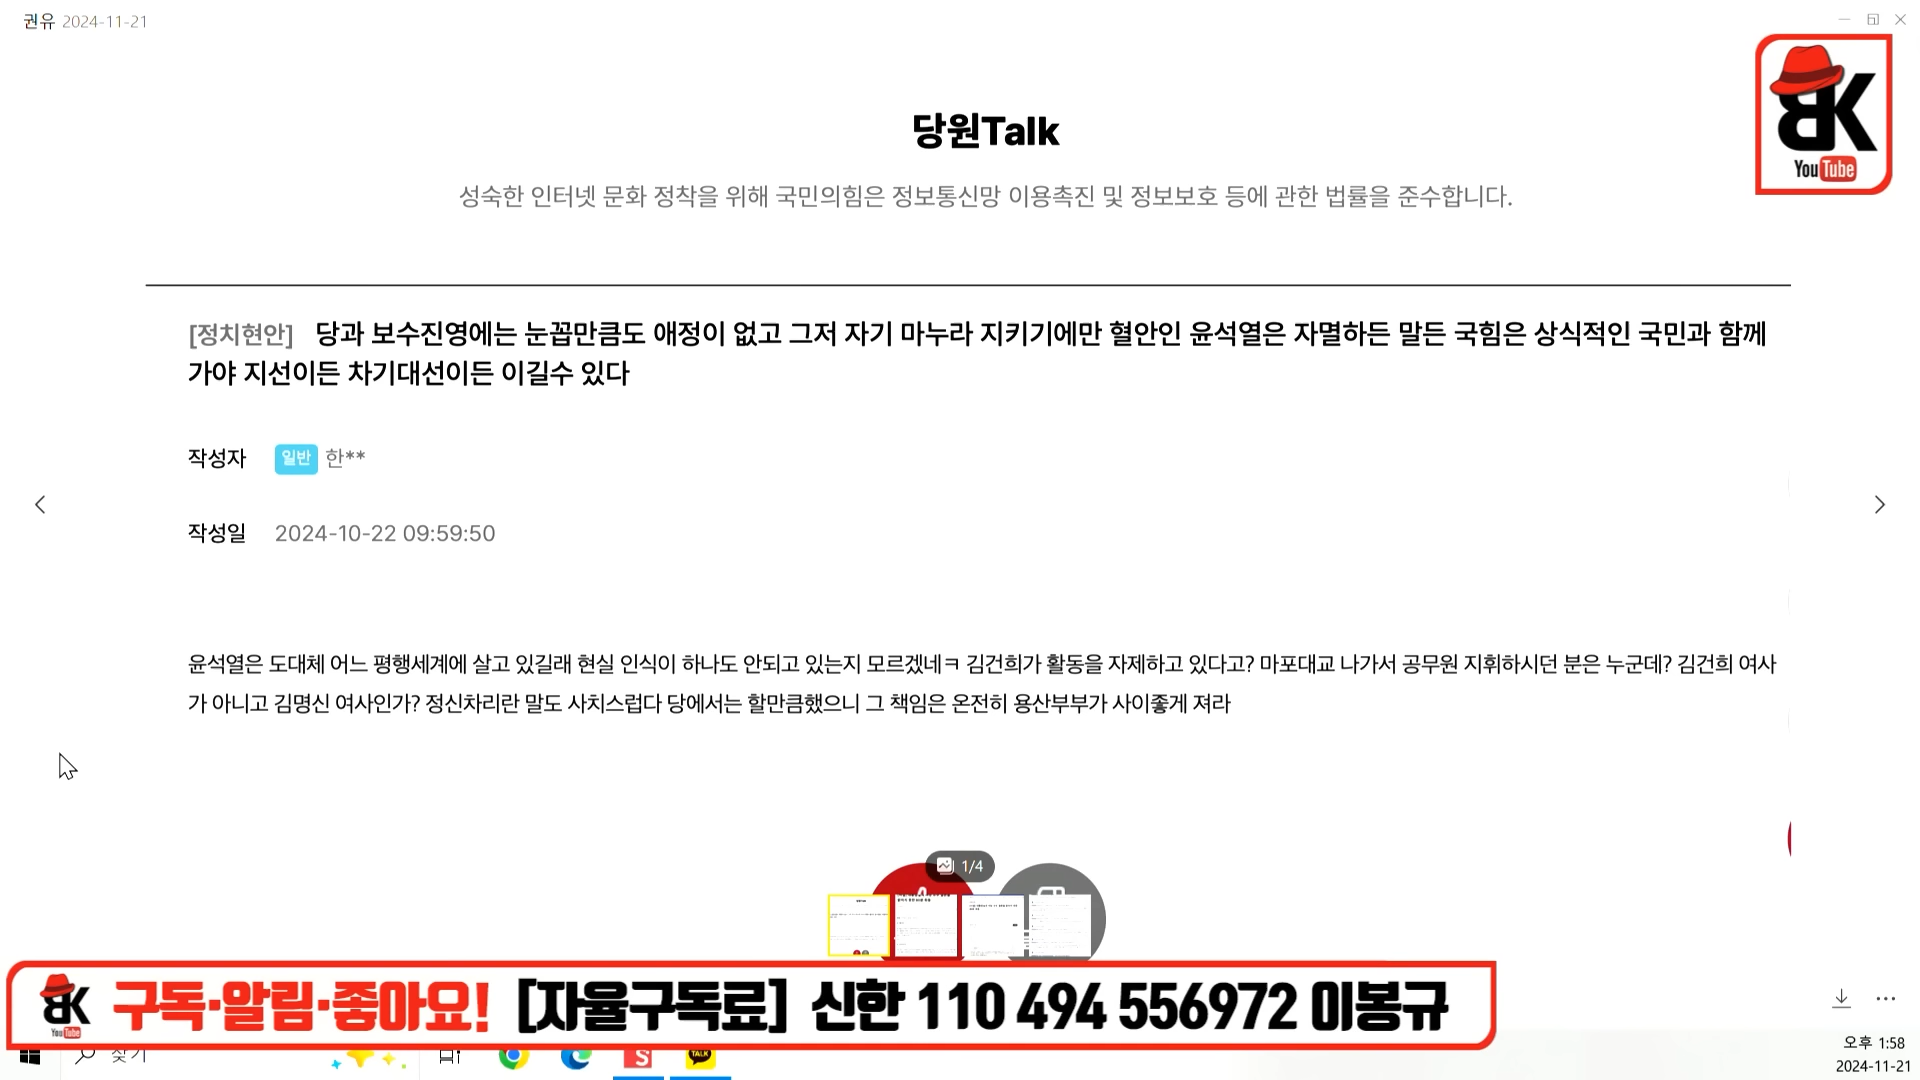 권유 2024-11-21
BK
YouTube
당원Talk
성숙한 인터넷 문화 정착을 위해 국민의힘은 정보통신망 이용촉진 및 정보보호 등에 관한 법률을 준수합니다.
[정치현안] 당과 보수진영에는 눈꼽만큼도 애정이 없고 그저 자기 마누라 지키기에만 혈안인 윤석열은 자멸하든 말든 국힘은 상식적인 국민과 함께
가야 지선이든 차기대선이든 이길수 있다
작성자 일반 한**
작성일 2024-10-22 09:59:50
윤석열은 도대체 어느 평행세계에 살고 있길래 현실 인식이 하나도 안되고 있는지 모르겠네ㅋ 김건희가 활동을 자제하고 있다고? 마포대교 나가서 공무원 지휘하시던 분은 누군데? 김건희 여사
가 아니고 김명신 여사인가? 정신차리란 말도 사치스럽다 당에서는 할만큼했으니 그 책임은 온전히 용산부부가 사이좋게 져라
1/4
BK YouTube 구독·알림·좋아요! [자율구독료] 신한 110 494 556972 이봉규
찾기
S
TALK
오후 1:58
2024-11-21